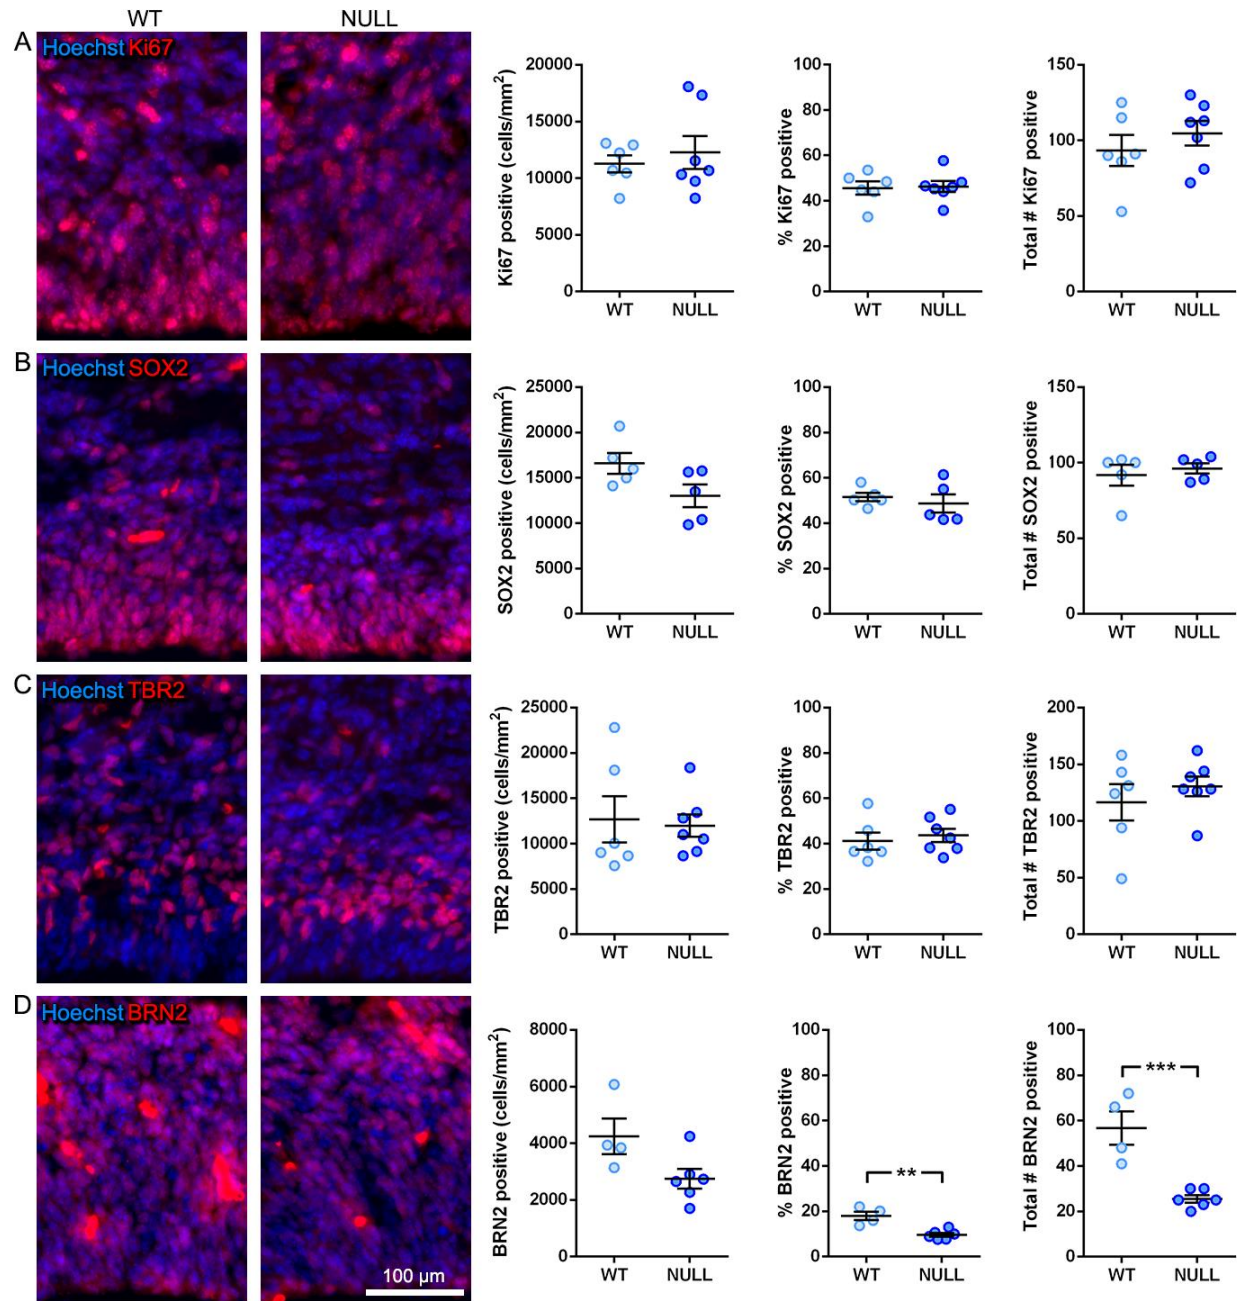 WT NULL
A
Hoechst Ki67
Ki67 positive (cells/mm²)
20000
15000
10000
5000
0
WT NULL
% Ki67 positive
100
80
60
40
20
0
WT NULL
Total # Ki67 positive
150
100
50
0
WT NULL
B
Hoechst SOX2
SOX2 positive (cells/mm²)
25000
20000
15000
10000
5000
0
WT NULL
% SOX2 positive
100
80
60
40
20
0
WT NULL
Total # SOX2 positive
150
100
50
0
WT NULL
C
Hoechst TBR2
TBR2 positive (cells/mm²)
25000
20000
15000
10000
5000
0
WT NULL
% TBR2 positive
100
80
60
40
20
0
WT NULL
Total # TBR2 positive
200
150
100
50
0
WT NULL
D
Hoechst BRN2
100 µm
BRN2 positive (cells/mm²)
8000
6000
4000
2000
0
WT NULL
% BRN2 positive
100
80
60
40
20
0
**
WT NULL
Total # BRN2 positive
100
80
60
40
20
0
***
WT NULL